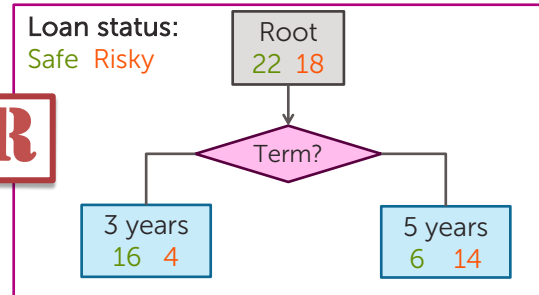 Loan status:
Safe Risky
Root
22 18
R
Term?
3 years
16 4
5 years
6 14